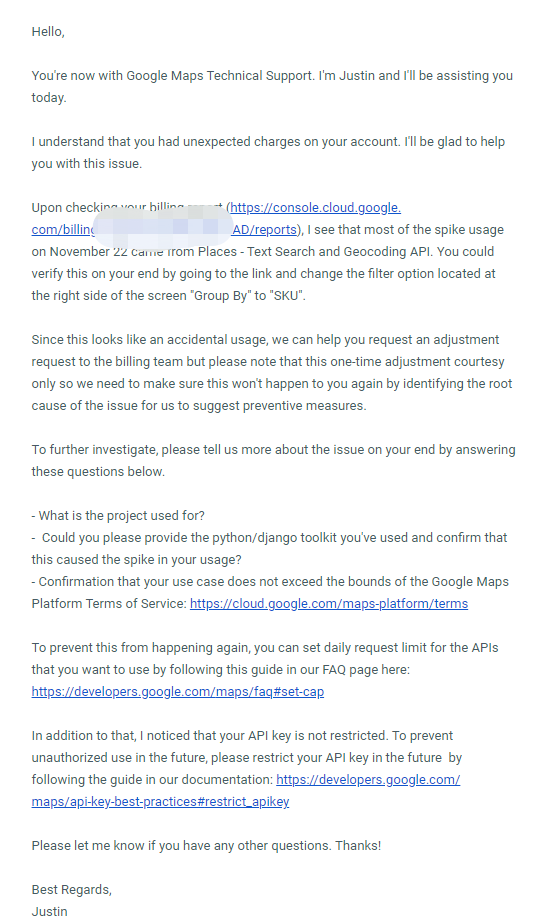 Hello,
You're now with Google Maps Technical Support. I'm Justin and I'll be assisting you
today.
I understand that you had unexpected charges on your account. I'll be glad to help
you with this issue.
Upon checking your billing report (https://console.cloud.google.
com/billing AD/reports), I see that most of the spike usage
on November 22 came from Places - Text Search and Geocoding API. You could
verify this on your end by going to the link and change the filter option located at
the right side of the screen "Group By" to "SKU".
Since this looks like an accidental usage, we can help you request an adjustment
request to the billing team but please note that this one-time adjustment courtesy
only so we need to make sure this won't happen to you again by identifying the root
cause of the issue for us to suggest preventive measures.
To further investigate, please tell us more about the issue on your end by answering
these questions below.
- What is the project used for?
- Could you please provide the python/django toolkit you've used and confirm that
this caused the spike in your usage?
- Confirmation that your use case does not exceed the bounds of the Google Maps
Platform Terms of Service: https://cloud.google.com/maps-platform/terms
To prevent this from happening again, you can set daily request limit for the APIs
that you want to use by following this guide in our FAQ page here:
https://developers.google.com/maps/faq#set-cap
In addition to that, I noticed that your API key is not restricted. To prevent
unauthorized use in the future, please restrict your API key in the future by
following the guide in our documentation: https://developers.google.com/
maps/api-key-best-practices#restrict_apikey
Please let me know if you have any other questions. Thanks!
Best Regards,
Justin